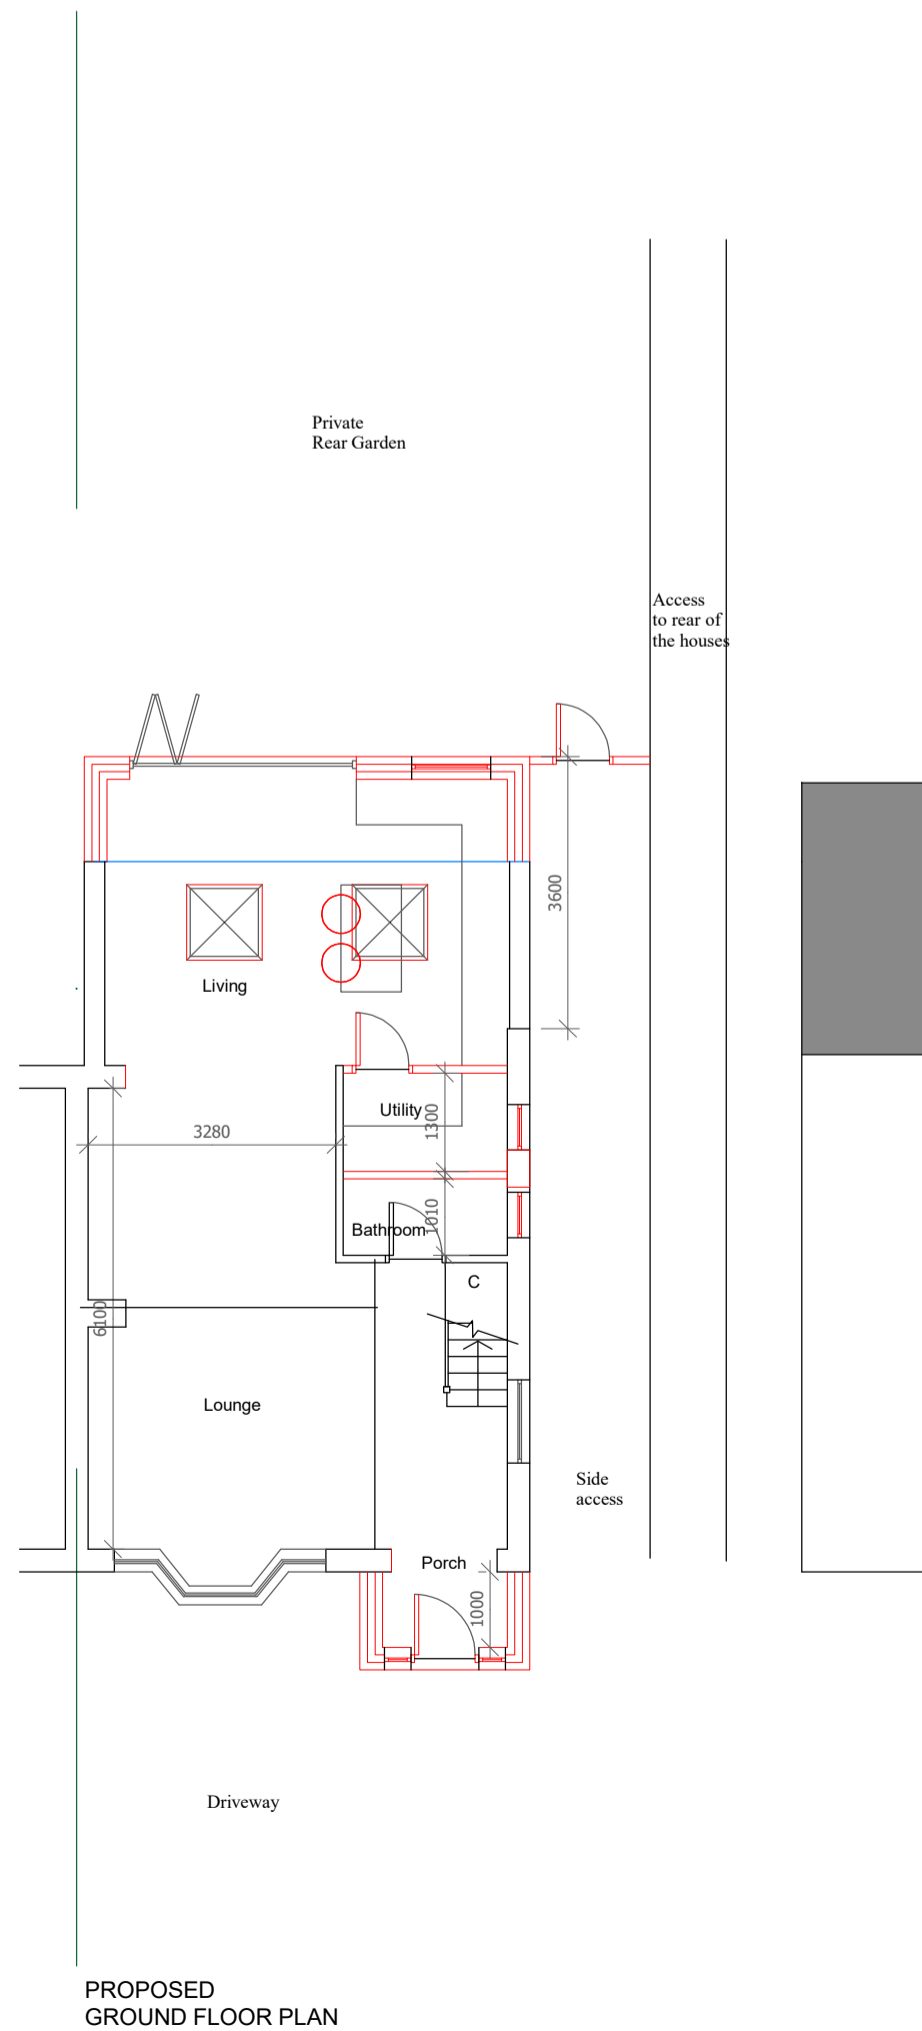 Private
Rear Garden
Access
to rear of
the houses
3600
Living
Utility
1300
3280
Bathroom
1010
C
6100
Lounge
Side
access
Porch
1000
Driveway
PROPOSED
GROUND FLOOR PLAN